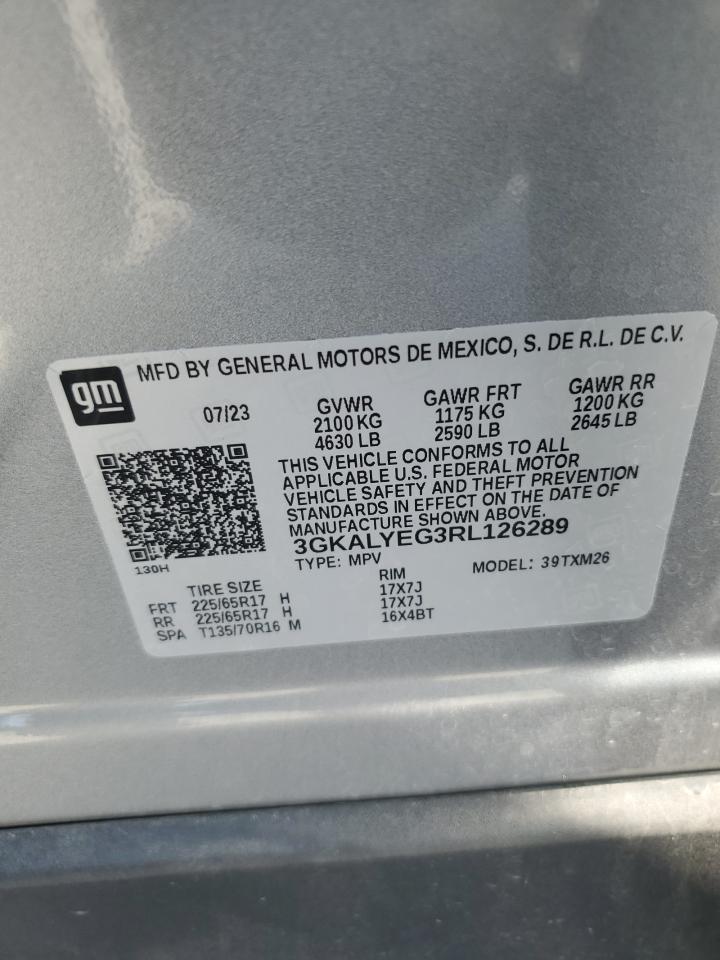 gm
MFD BY GENERAL MOTORS DE MEXICO, S. DE R.L. DE C.V.
07/23 GVWR GAWR FRT GAWR RR
2100 KG 1175 KG 1200 KG
4630 LB 2590 LB 2645 LB
THIS VEHICLE CONFORMS TO ALL
APPLICABLE U.S. FEDERAL MOTOR
VEHICLE SAFETY AND THEFT PREVENTION
STANDARDS IN EFFECT ON THE DATE OF
MANUFACTURE SHOWN ABOVE.
3GKALYEG3RL126289
130H
TYPE: MPV MODEL: 39TXM26
TIRE SIZE RIM
FRT 225/65R17 H 17X7J
RR 225/65R17 H 17X7J
SPA T135/70R16 M 16X4BT